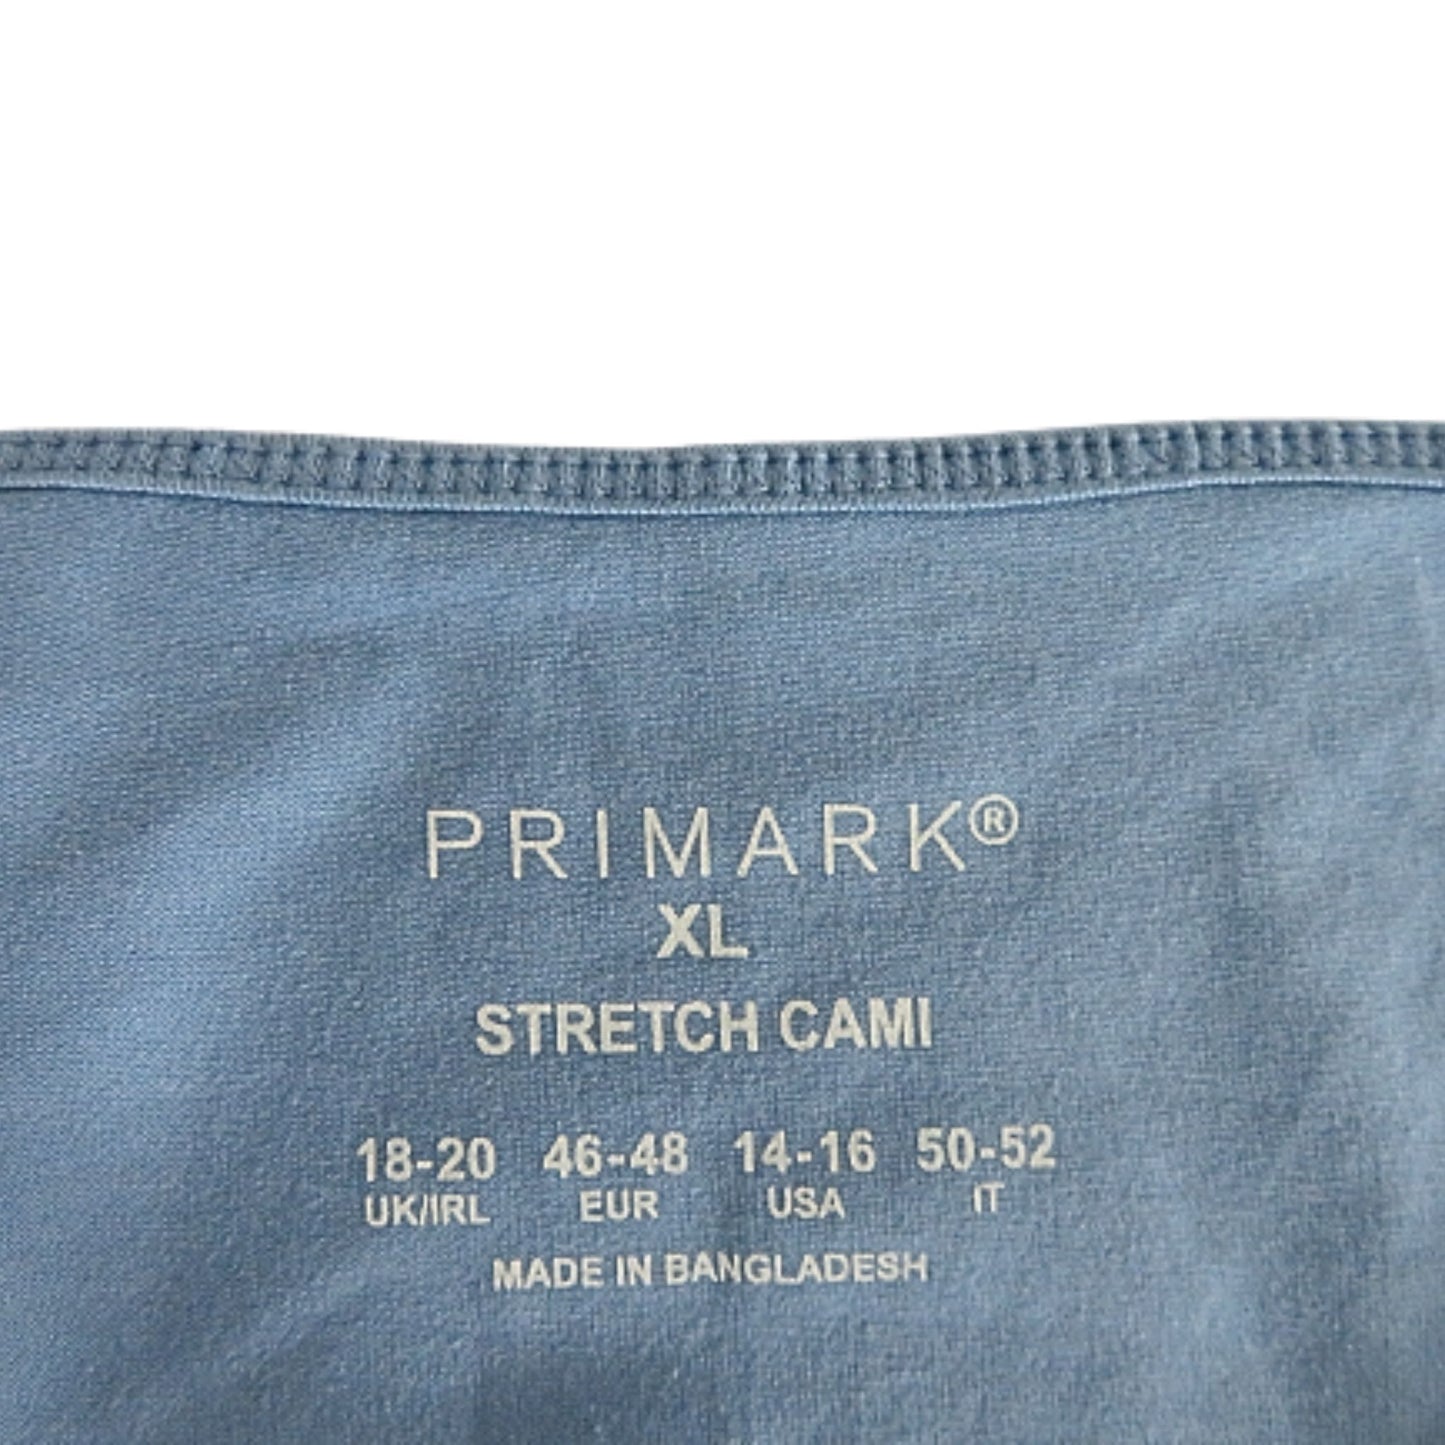 PRIMARK®
XL
STRETCH CAMI
18-20 46-48 14-16 50-52
UK/IRL EUR USA IT
MADE IN BANGLADESH